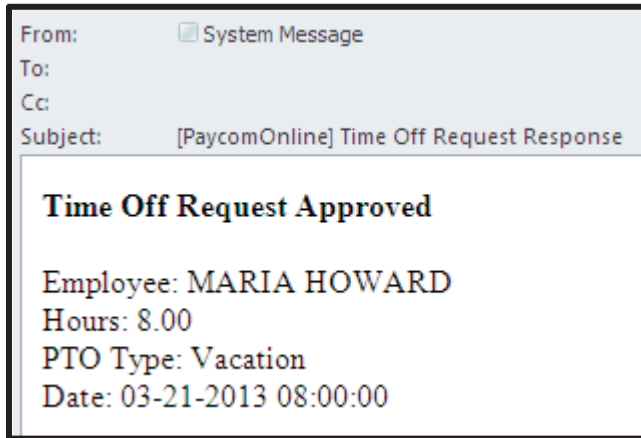 From: System Message
To:
Cc:
Subject: [PaycomOnline] Time Off Request Response
Time Off Request Approved
Employee: MARIA HOWARD
Hours: 8.00
PTO Type: Vacation
Date: 03-21-2013 08:00:00